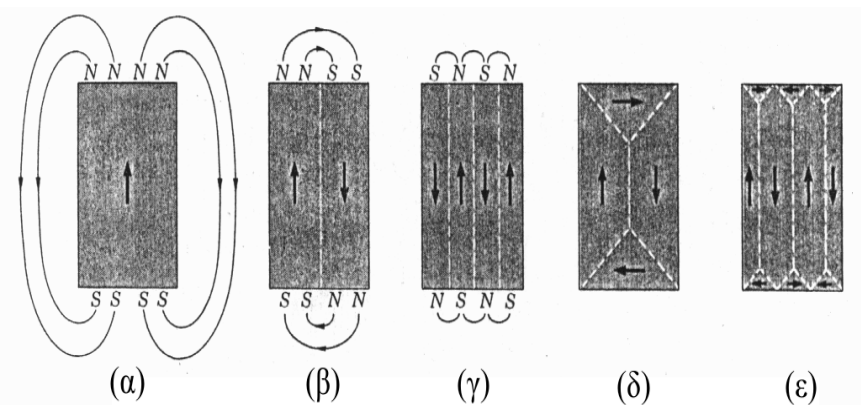 N N N N
N N S S
S N S N
S S S S
S S N N
N S N S
(α)
(β)
(γ)
(δ)
(ε)